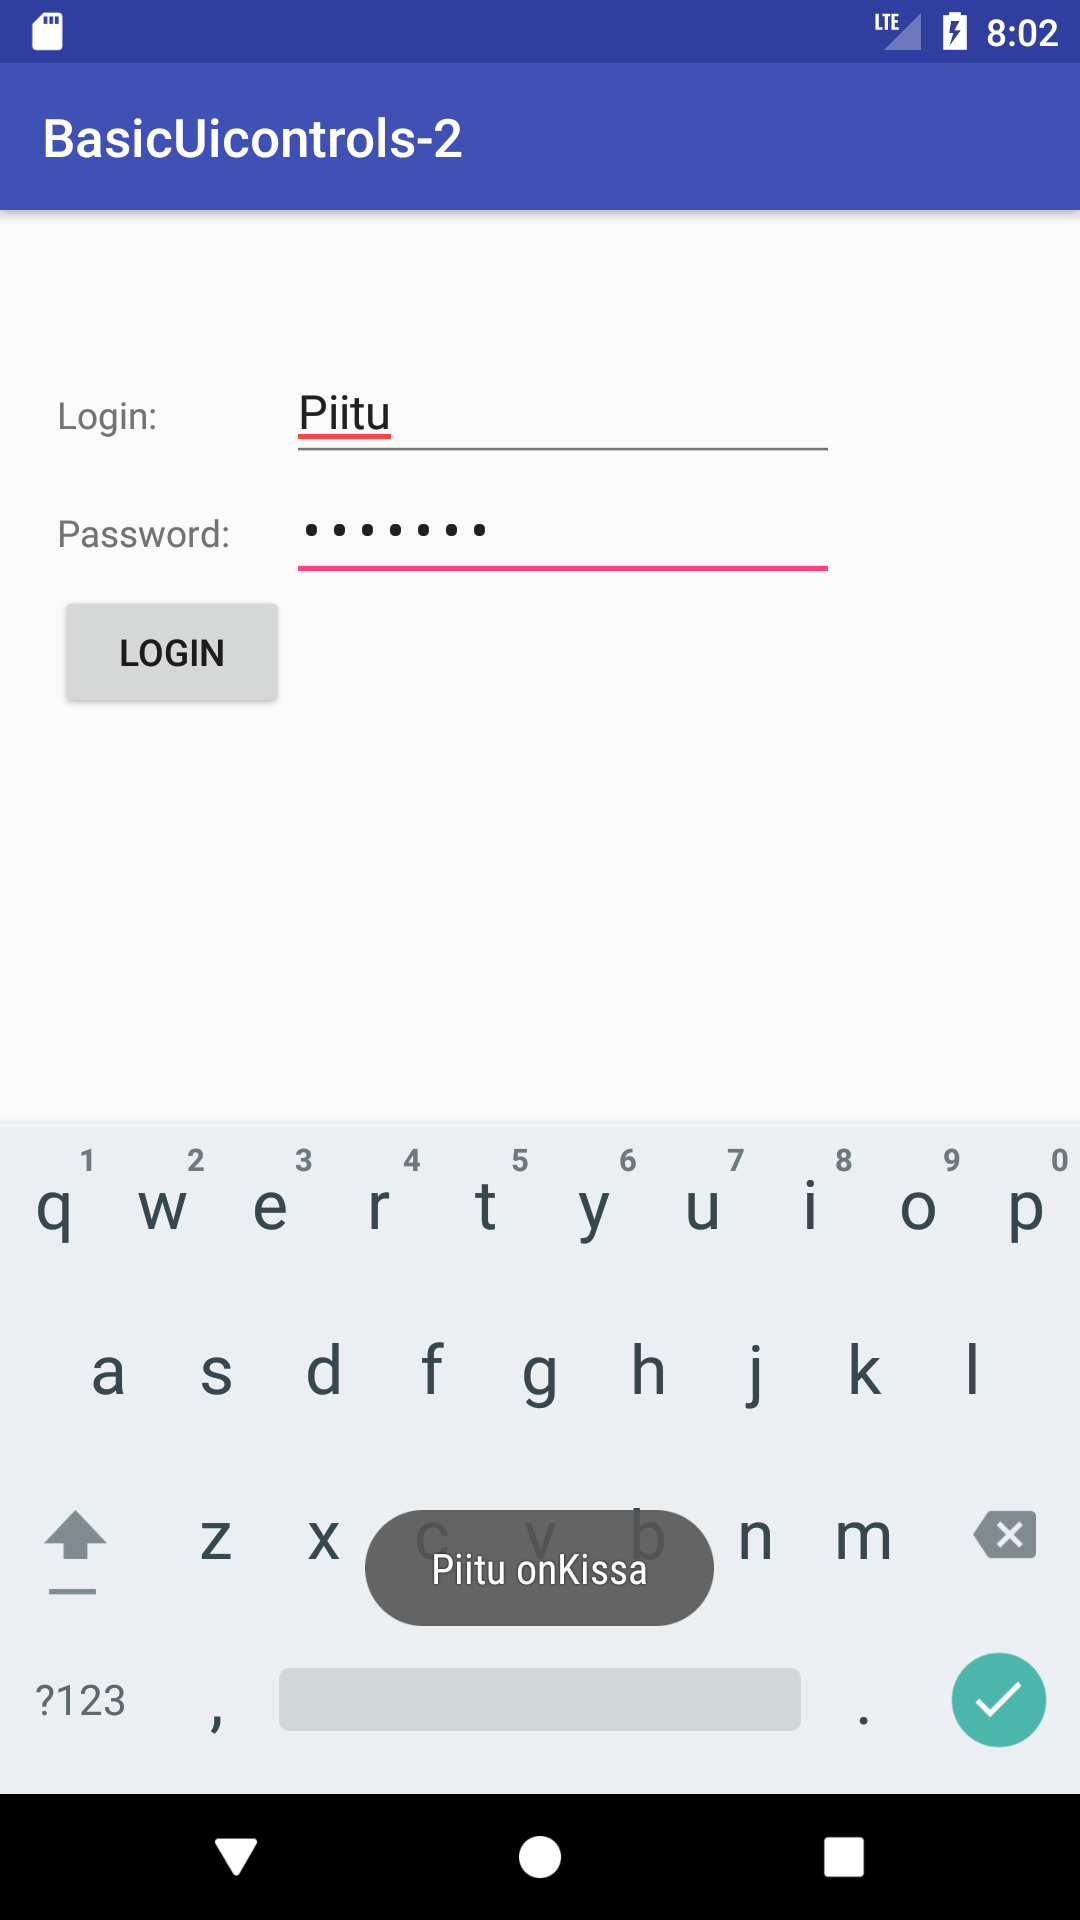 LTE 8:02
BasicUicontrols-2
Login: Piitu
Password: •••••••
LOGIN
1 2 3 4 5 6 7 8 9 0
q w e r t y u i o p
a s d f g h j k l
z x c v b n m
Piitu onKissa
?123 , .